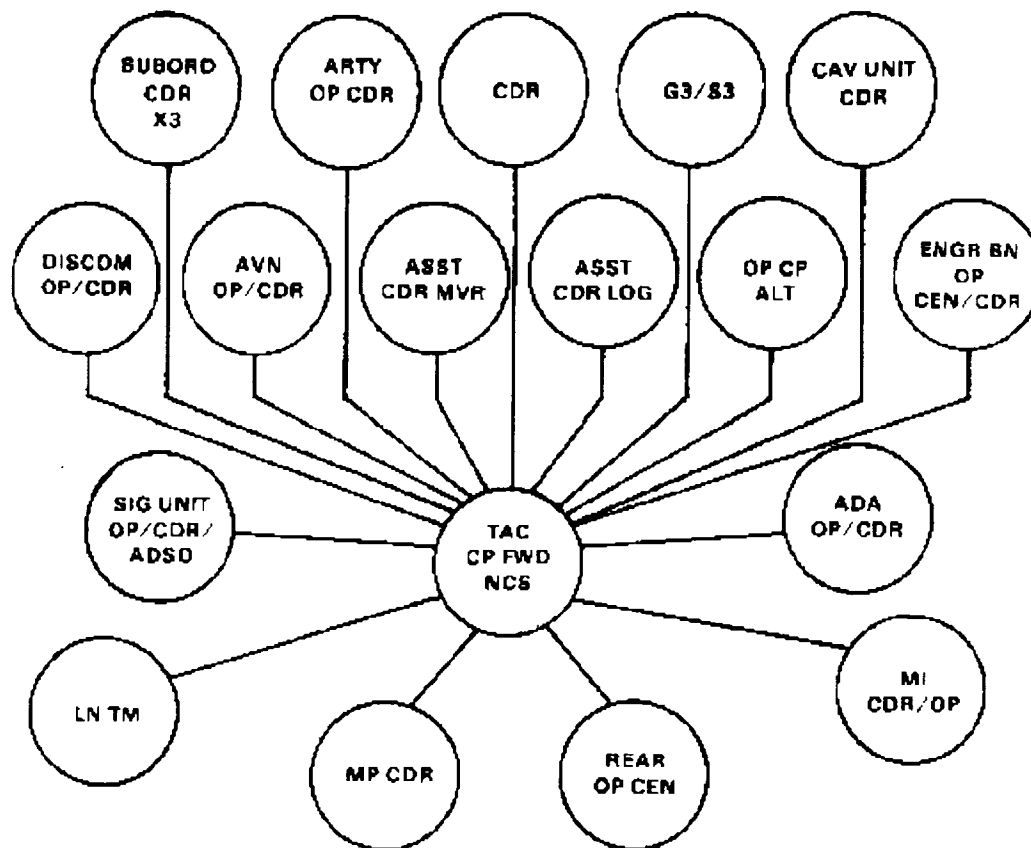 SUBORD
CDR
X3
ARTY
OP CDR
CDR
G3/S3
CAV UNIT
CDR
DISCOM
OP/CDR
AVN
OP/CDR
ASST
CDR MVR
ASST
CDR LOG
OP CP
ALT
ENGR BN
OP
CEN/CDR
SIG UNIT
OP/CDR/
ADSO
TAC
CP FWD
NCS
ADA
OP/CDR
LN TM
MP CDR
REAR
OP CEN
MI
CDR/OP